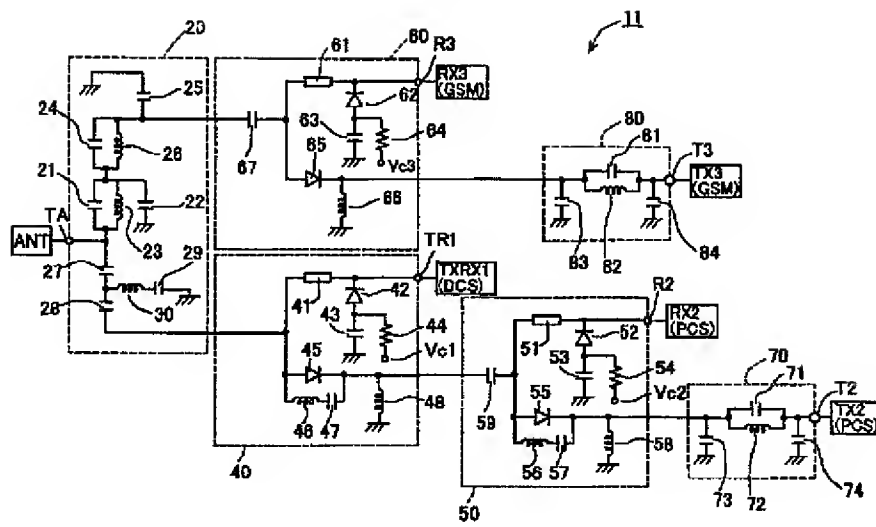 11
20
60
R3
61
RX3
(GSM)
25
62
24
63
64
80
81
T3
26
67
65
Vc3
TX3
(GSM)
21
66
22
TA
23
83
82
84
ANT
29
TR1
27
TXRX1
(DCS)
41
42
R2
28
30
43
44
RX2
(PCS)
51
52
45
Vc1
53
54
70
71
T2
55
Vc2
TX2
(PCS)
46
47
48
59
56
57
58
40
50
73
72
74